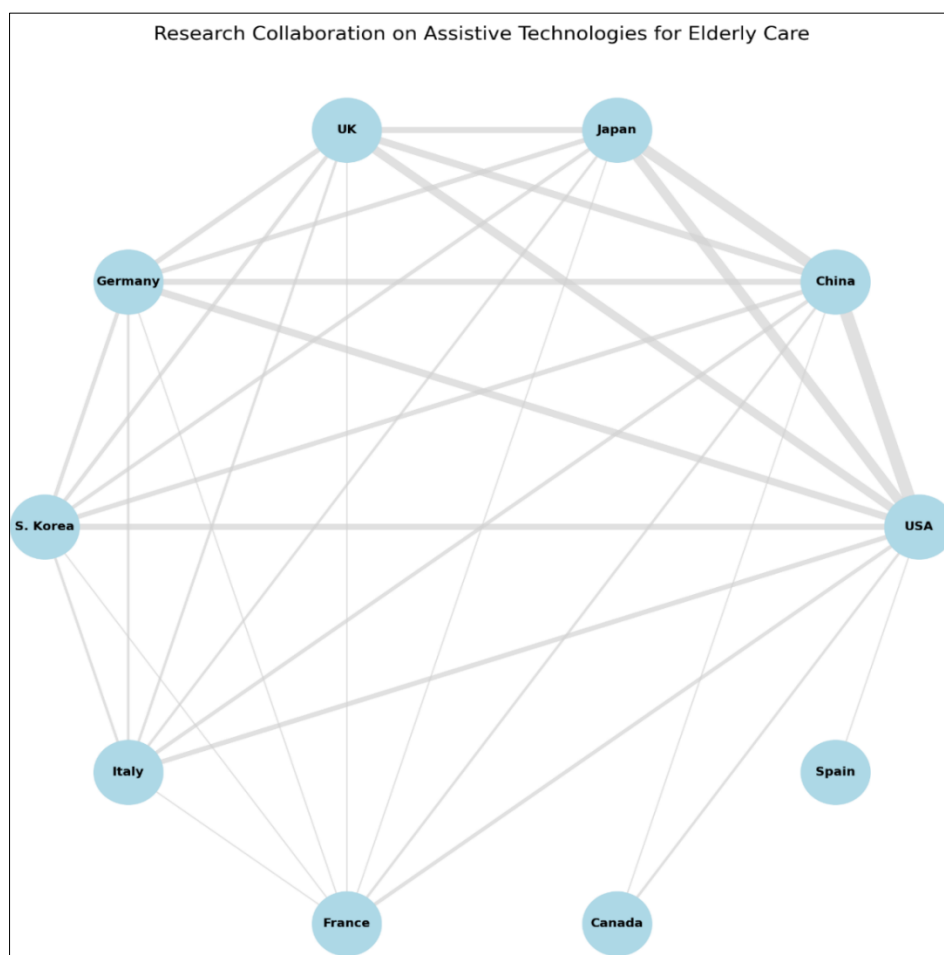 Research Collaboration on Assistive Technologies for Elderly Care
UK
Japan
Germany
China
S. Korea
USA
Italy
Spain
France
Canada